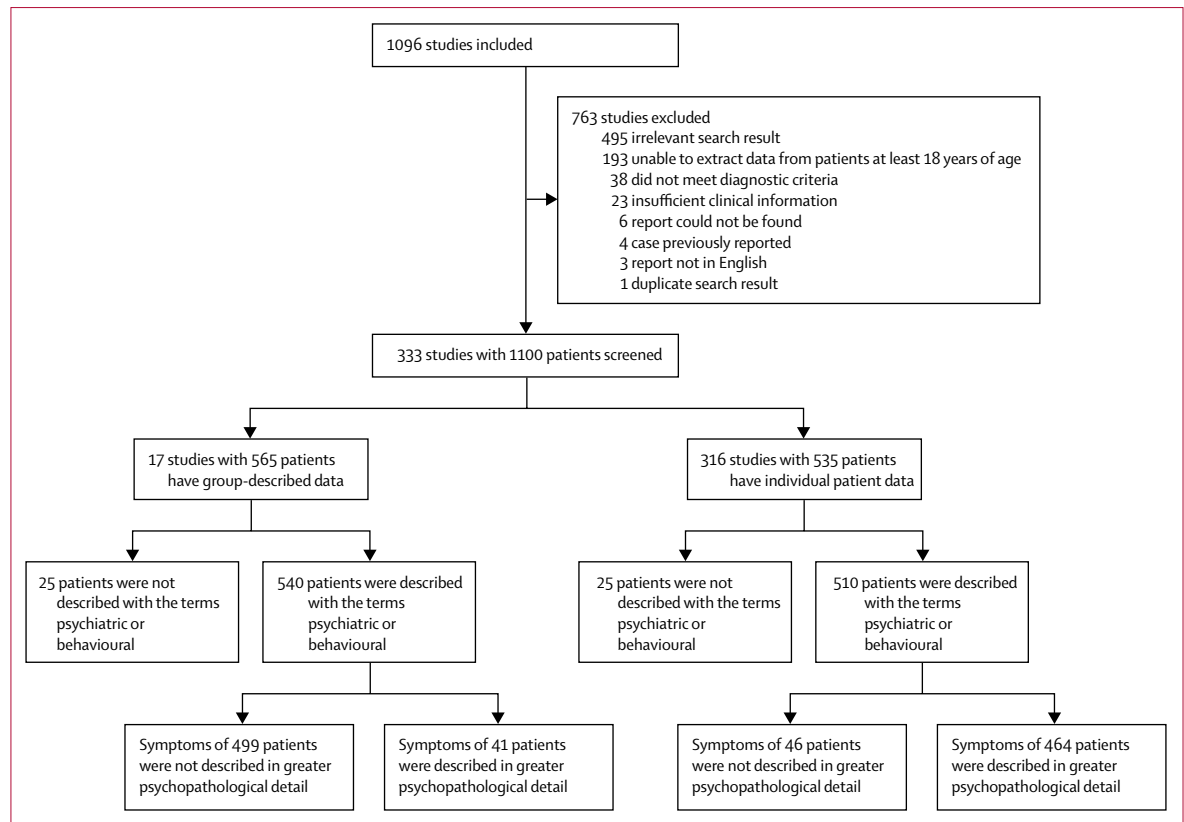 1096 studies included
763 studies excluded
495 irrelevant search result
193 unable to extract data from patients at least 18 years of age
38 did not meet diagnostic criteria
23 insufficient clinical information
6 report could not be found
4 case previously reported
3 report not in English
1 duplicate search result
333 studies with 1100 patients screened
17 studies with 565 patients
have group-described data
316 studies with 535 patients
have individual patient data
25 patients were not
described with the terms
psychiatric or
behavioural
540 patients were described
with the terms
psychiatric or
behavioural
25 patients were not
described with the terms
psychiatric or
behavioural
510 patients were described
with the terms
psychiatric or
behavioural
Symptoms of 499 patients
were not described in greater
psychopathological detail
Symptoms of 41 patients
were described in greater
psychopathological detail
Symptoms of 46 patients
were not described in greater
psychopathological detail
Symptoms of 464 patients
were described in greater
psychopathological detail